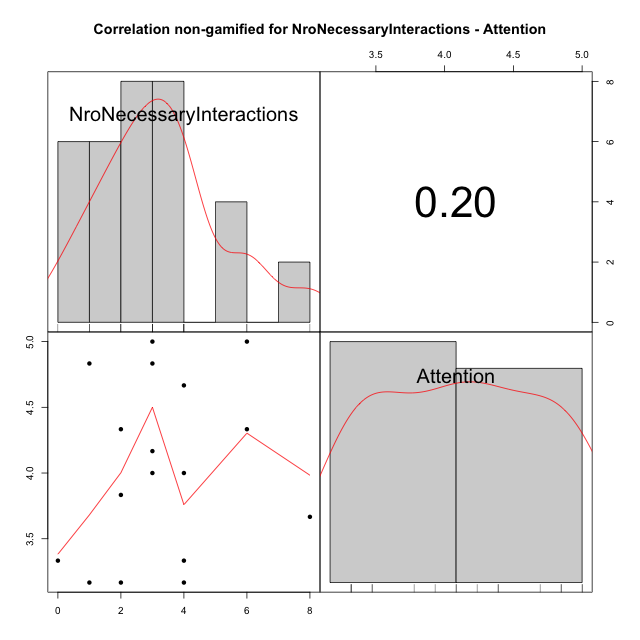 Correlation non-gamified for NroNecessaryInteractions - Attention
3.5 4.0 4.5 5.0
NroNecessaryInteractions
0.20
0 2 4 6 8
Attention
3.5 4.0 4.5 5.0
0 2 4 6 8